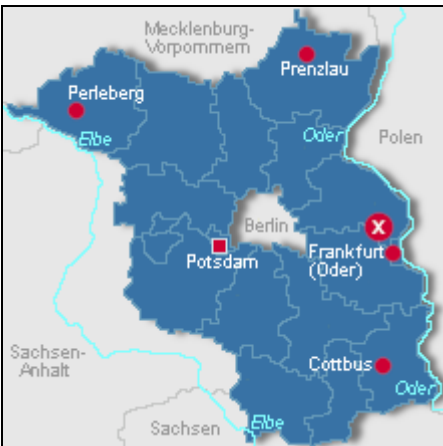 Mecklenburg-
Vorpommern
Prenzlau
Perleberg
Elbe
Oder
Polen
Berlin
X
Potsdam
Frankfurt
(Oder)
Sachsen-
Anhalt
Cottbus
Oder
Elbe
Sachsen